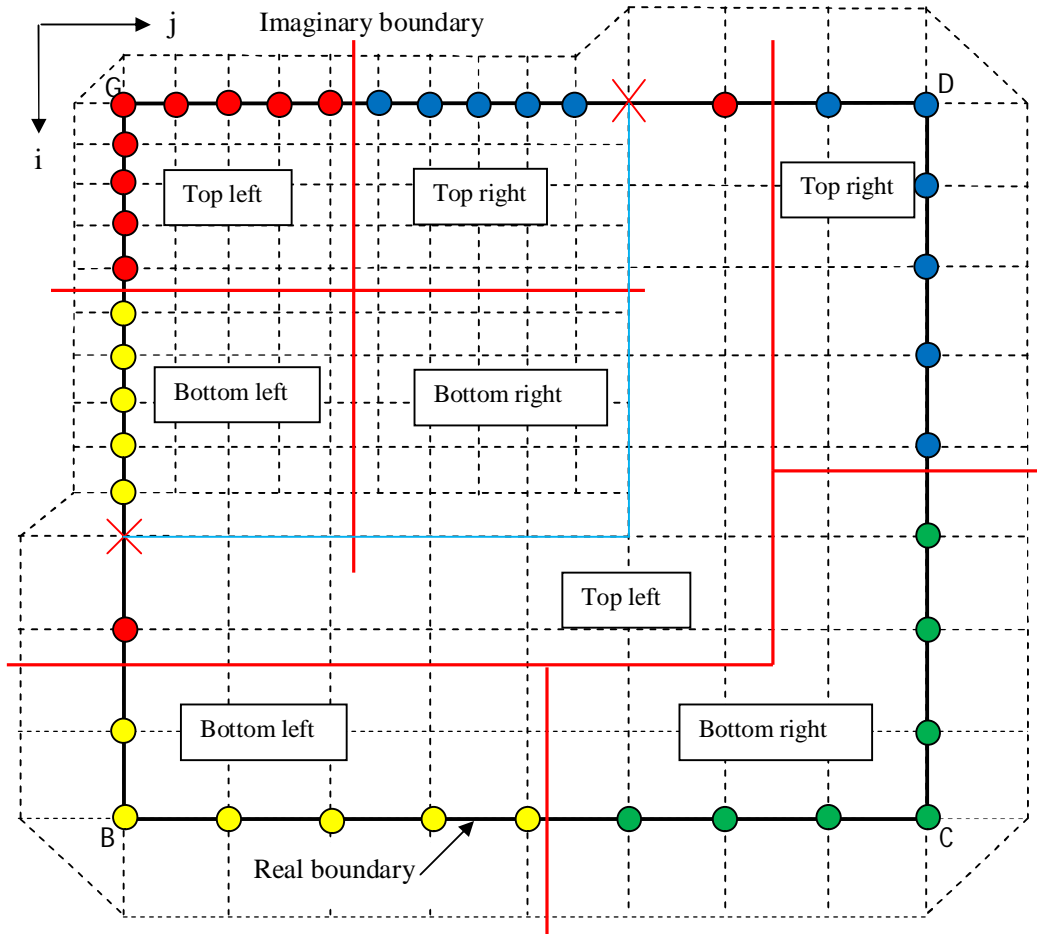 j
Imaginary boundary
G
D
i
Top left
Top right
Top right
Bottom left
Bottom right
Top left
Bottom left
Bottom right
B
C
Real boundary